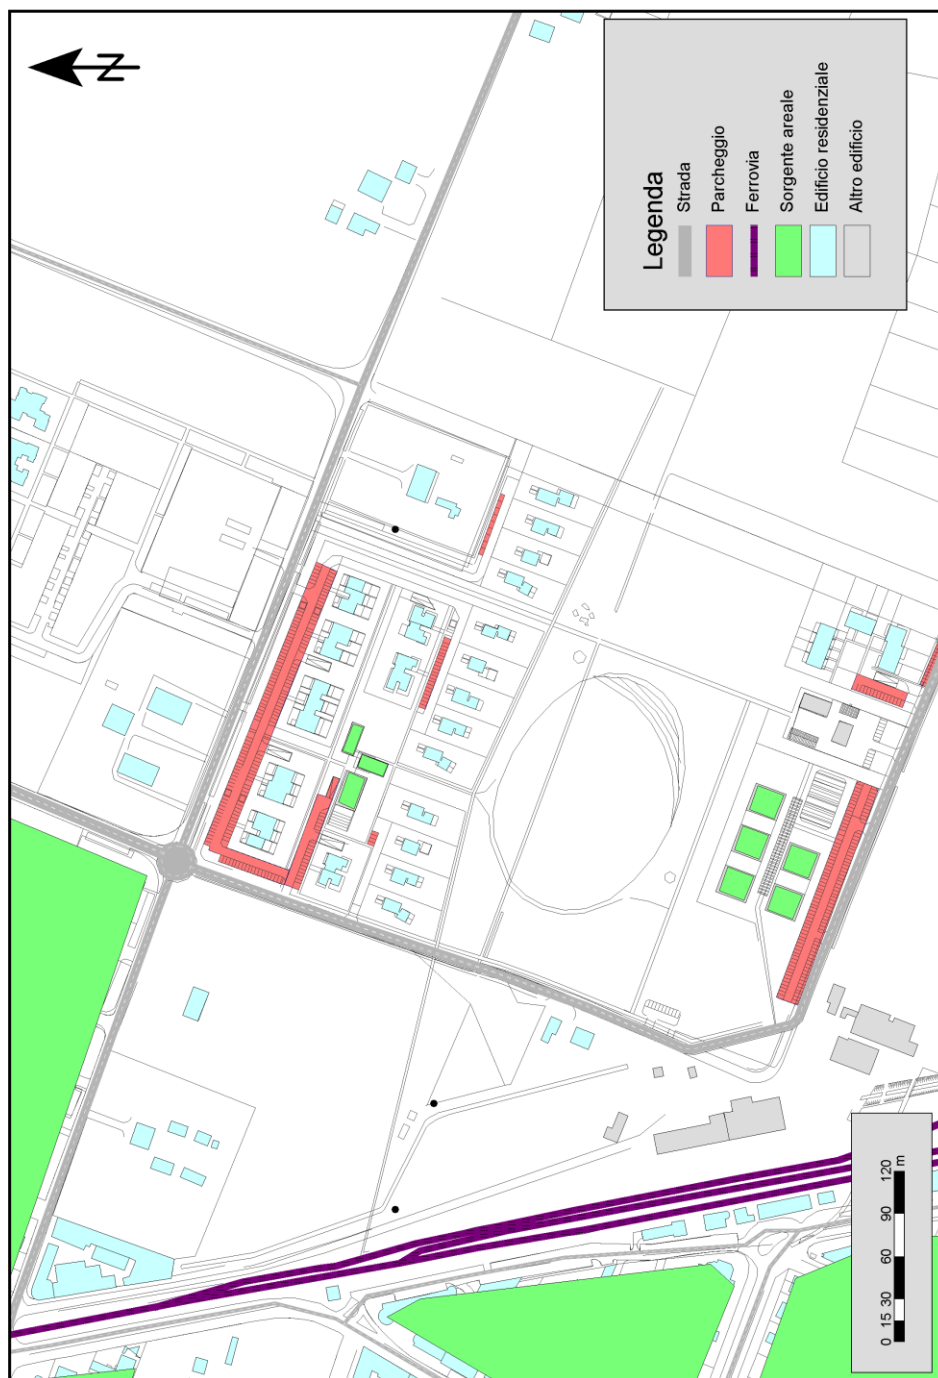 N
Legenda
Strada
Parcheggio
Ferrovia
Sorgente areale
Edificio residenziale
Altro edificio
0 15 30 60 90 120
m